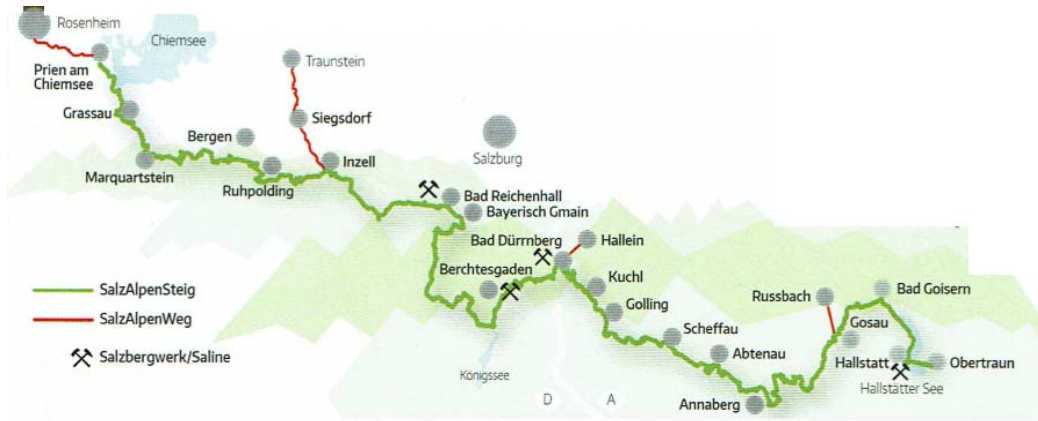 Rosenheim
Chiemsee
Prien am
Chiemsee
Traunstein
Grassau
Siegsdorf
Bergen
Inzell
Salzburg
Marquartstein
Ruhpolding
Bad Reichenhall
Bayerisch Gmain
Bad Dürrnberg
Hallein
Berchtesgaden
Kuchl
Golling
Russbach
Bad Goisern
SalzAlpenSteig
SalzAlpenWeg
Salzbergwerk/Saline
Scheffau
Gosau
Abtenau
Hallstatt
Obertraun
Königssee
Hallstätter See
D
A
Annaberg